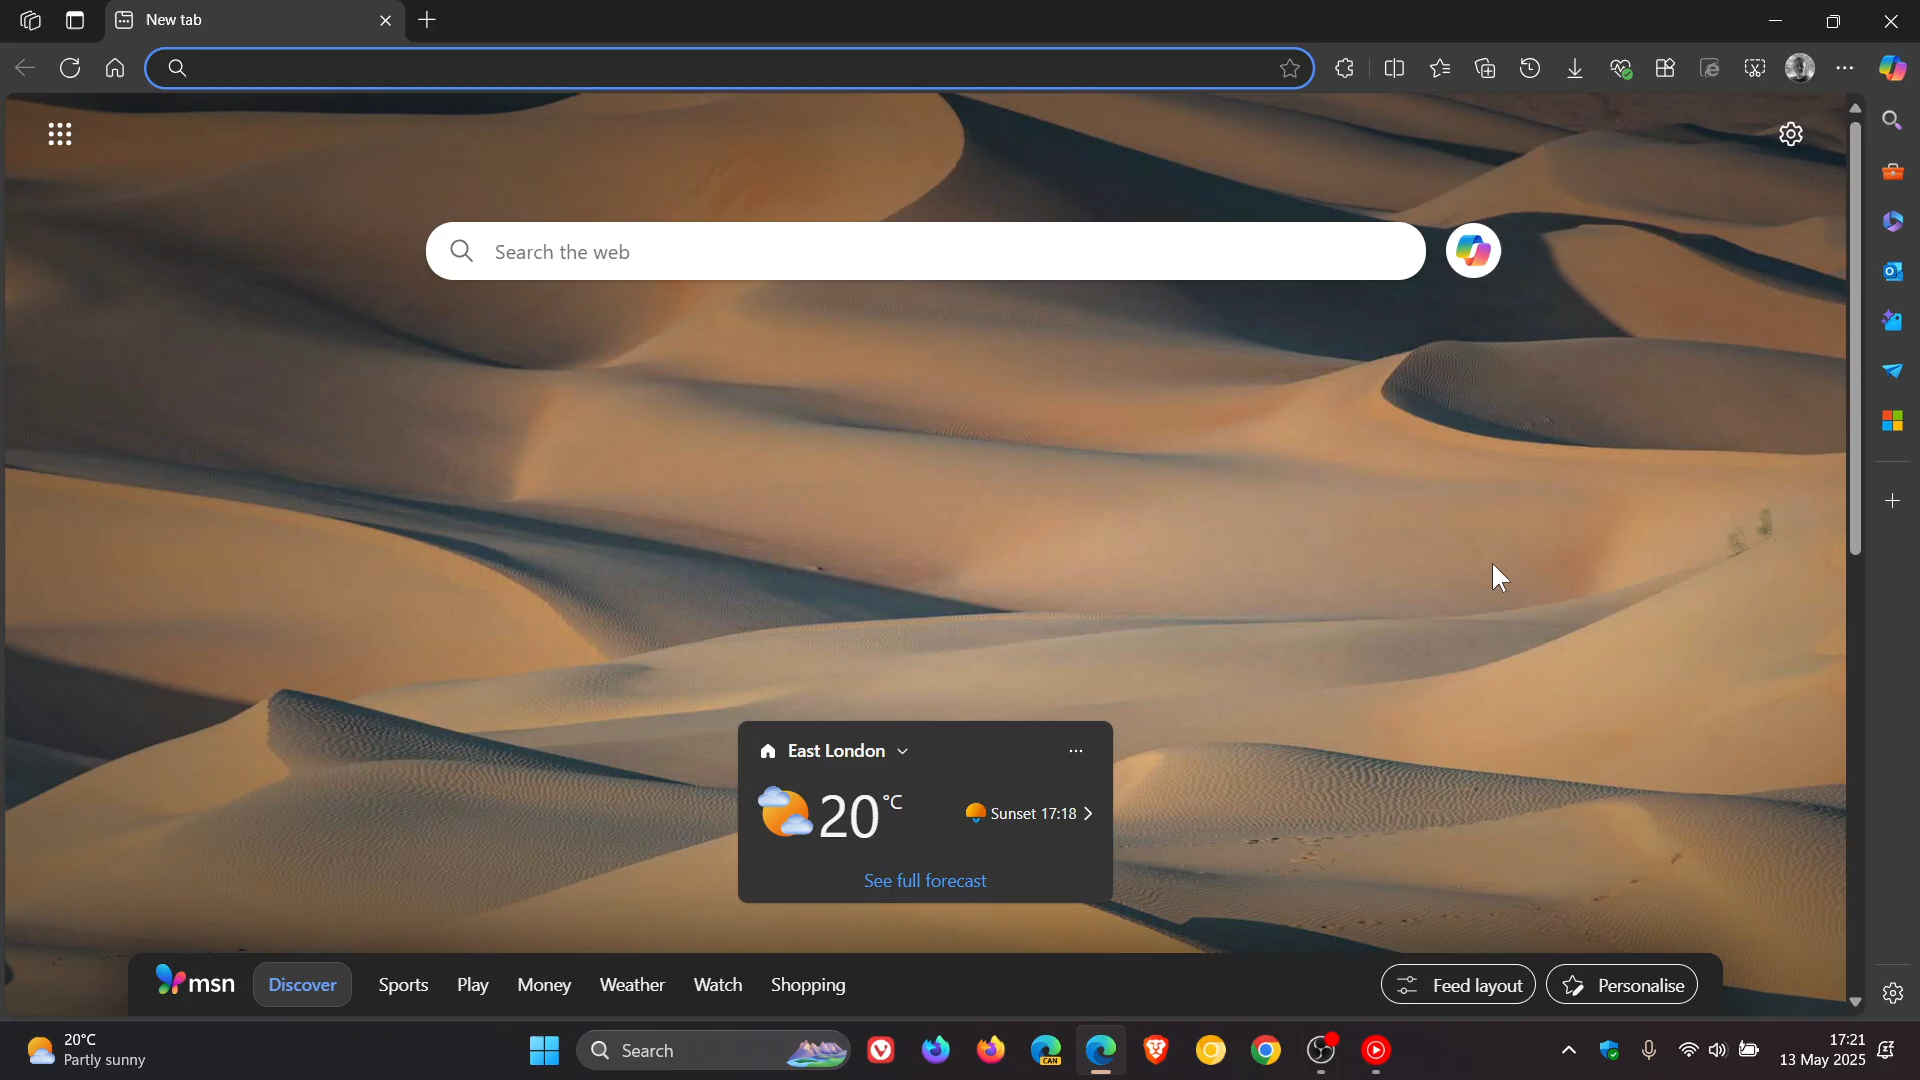 New tab
Search the web
East London
20 °C
Sunset 17:18
See full forecast
msn
Discover
Sports
Play
Money
Weather
Watch
Shopping
Feed layout
Personalise
20°C
Partly sunny
Search
CAN
17:21
13 May 2025